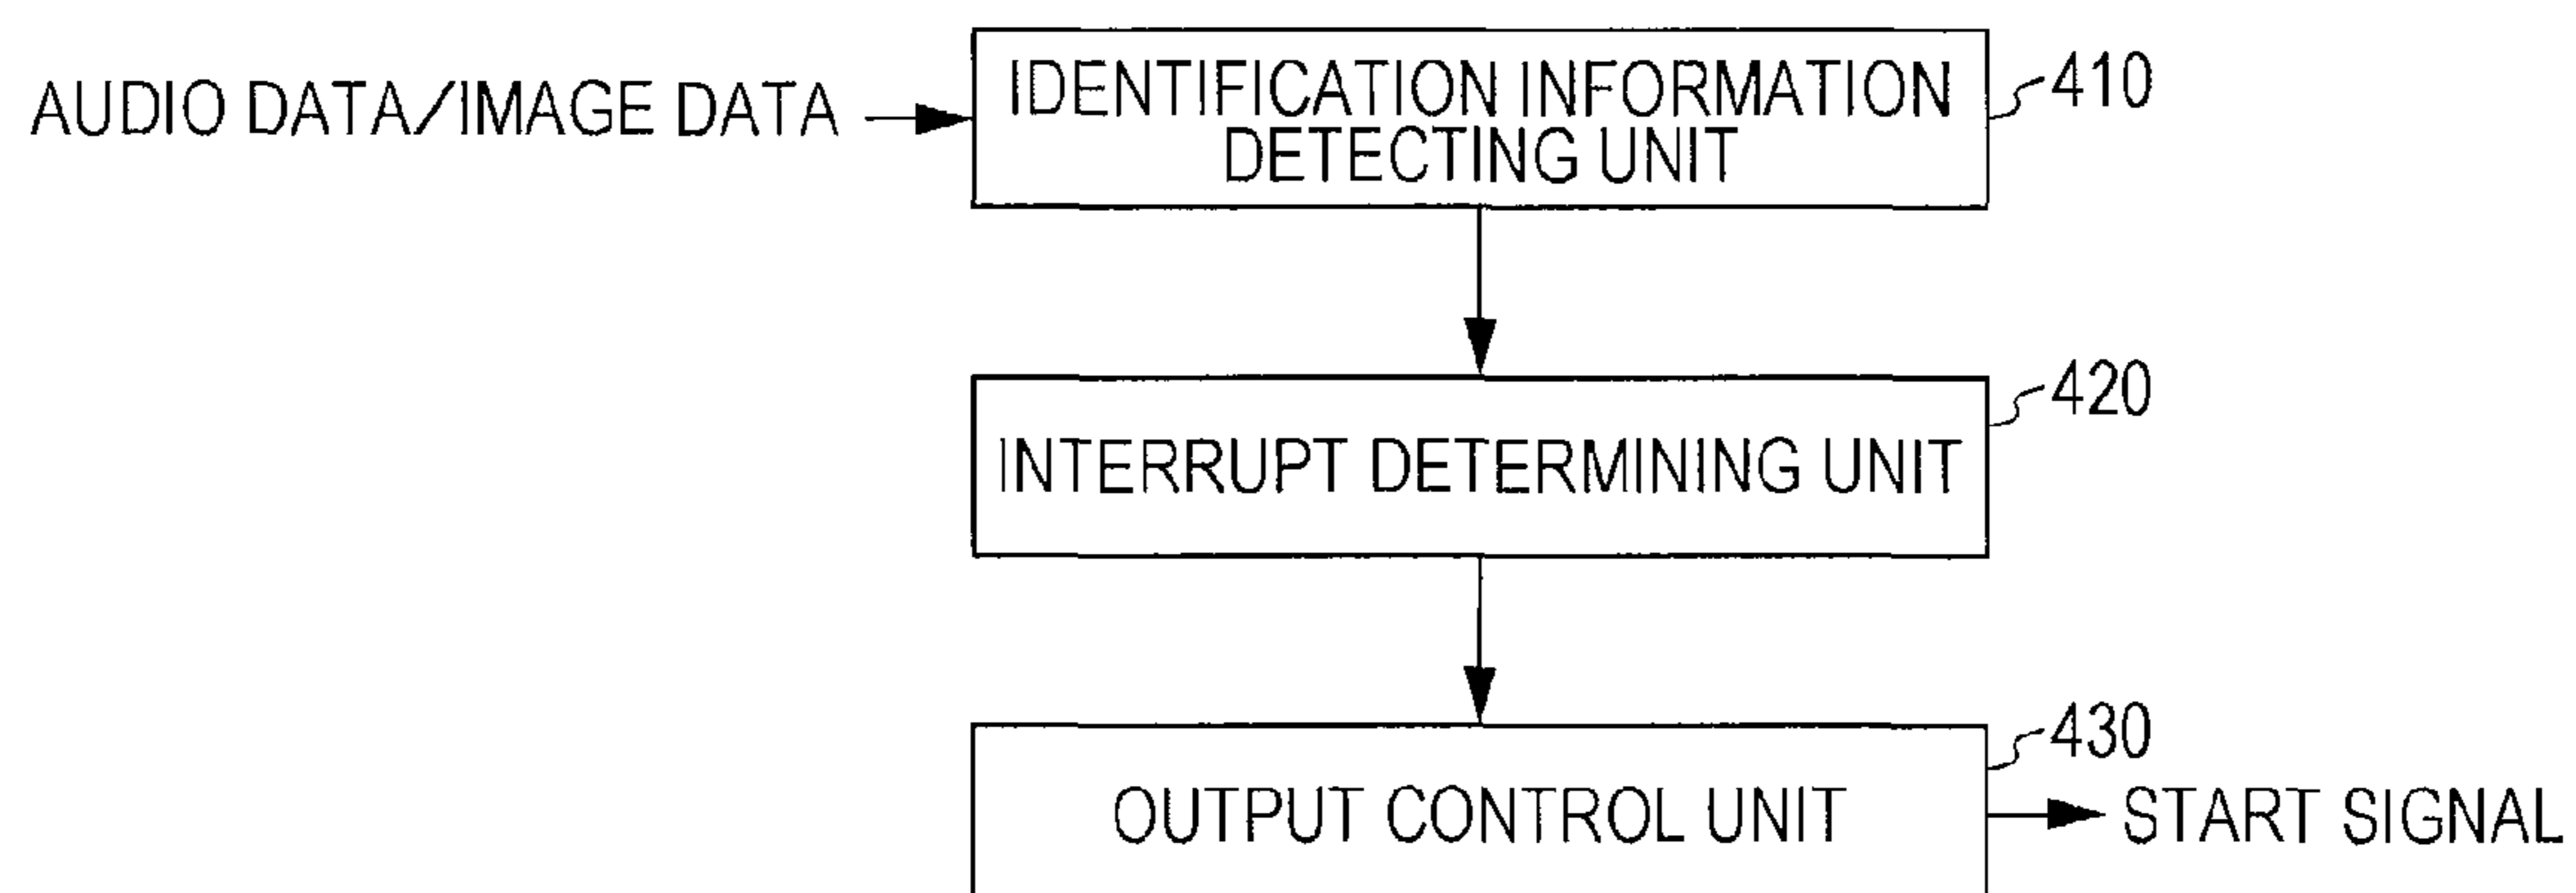 AUDIO DATA/IMAGE DATA
IDENTIFICATION INFORMATION
DETECTING UNIT
410
INTERRUPT DETERMINING UNIT
420
OUTPUT CONTROL UNIT
430
START SIGNAL